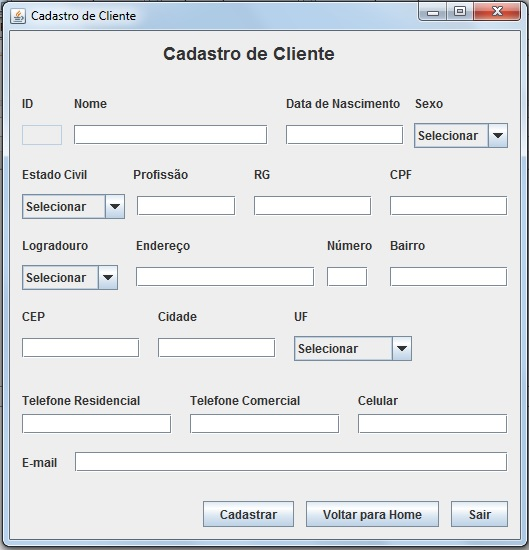 Cadastro de Cliente
Cadastro de Cliente
ID Nome Data de Nascimento Sexo
Selecionar
Estado Civil Profissão RG CPF
Selecionar
Logradouro Endereço Número Bairro
Selecionar
CEP Cidade UF
Selecionar
Telefone Residencial Telefone Comercial Celular
E-mail
Cadastrar Voltar para Home Sair